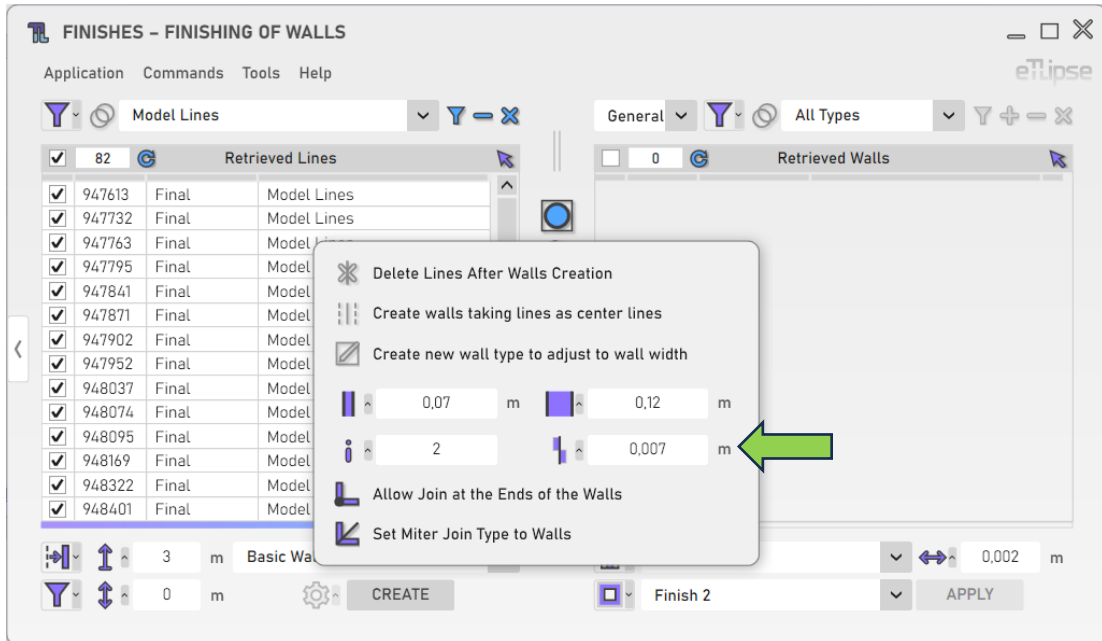 FINISHES – FINISHING OF WALLS
Application Commands Tools Help
eTLipse
Model Lines
General All Types
82 Retrieved Lines
0 Retrieved Walls
947613 Final Model Lines
947732 Final Model Lines
947763 Final Model Lines
947795 Final Model
947841 Final Model
947871 Final Model
947902 Final Model
947952 Final Model
948037 Final Model
948074 Final Model
948095 Final Model
948169 Final Model
948322 Final Model
948401 Final Model
Delete Lines After Walls Creation
Create walls taking lines as center lines
Create new wall type to adjust to wall width
0,07 m 0,12 m
2 0,007 m
Allow Join at the Ends of the Walls
Set Miter Join Type to Walls
3 m Basic Wa
0,002 m
0 m CREATE
Finish 2 APPLY